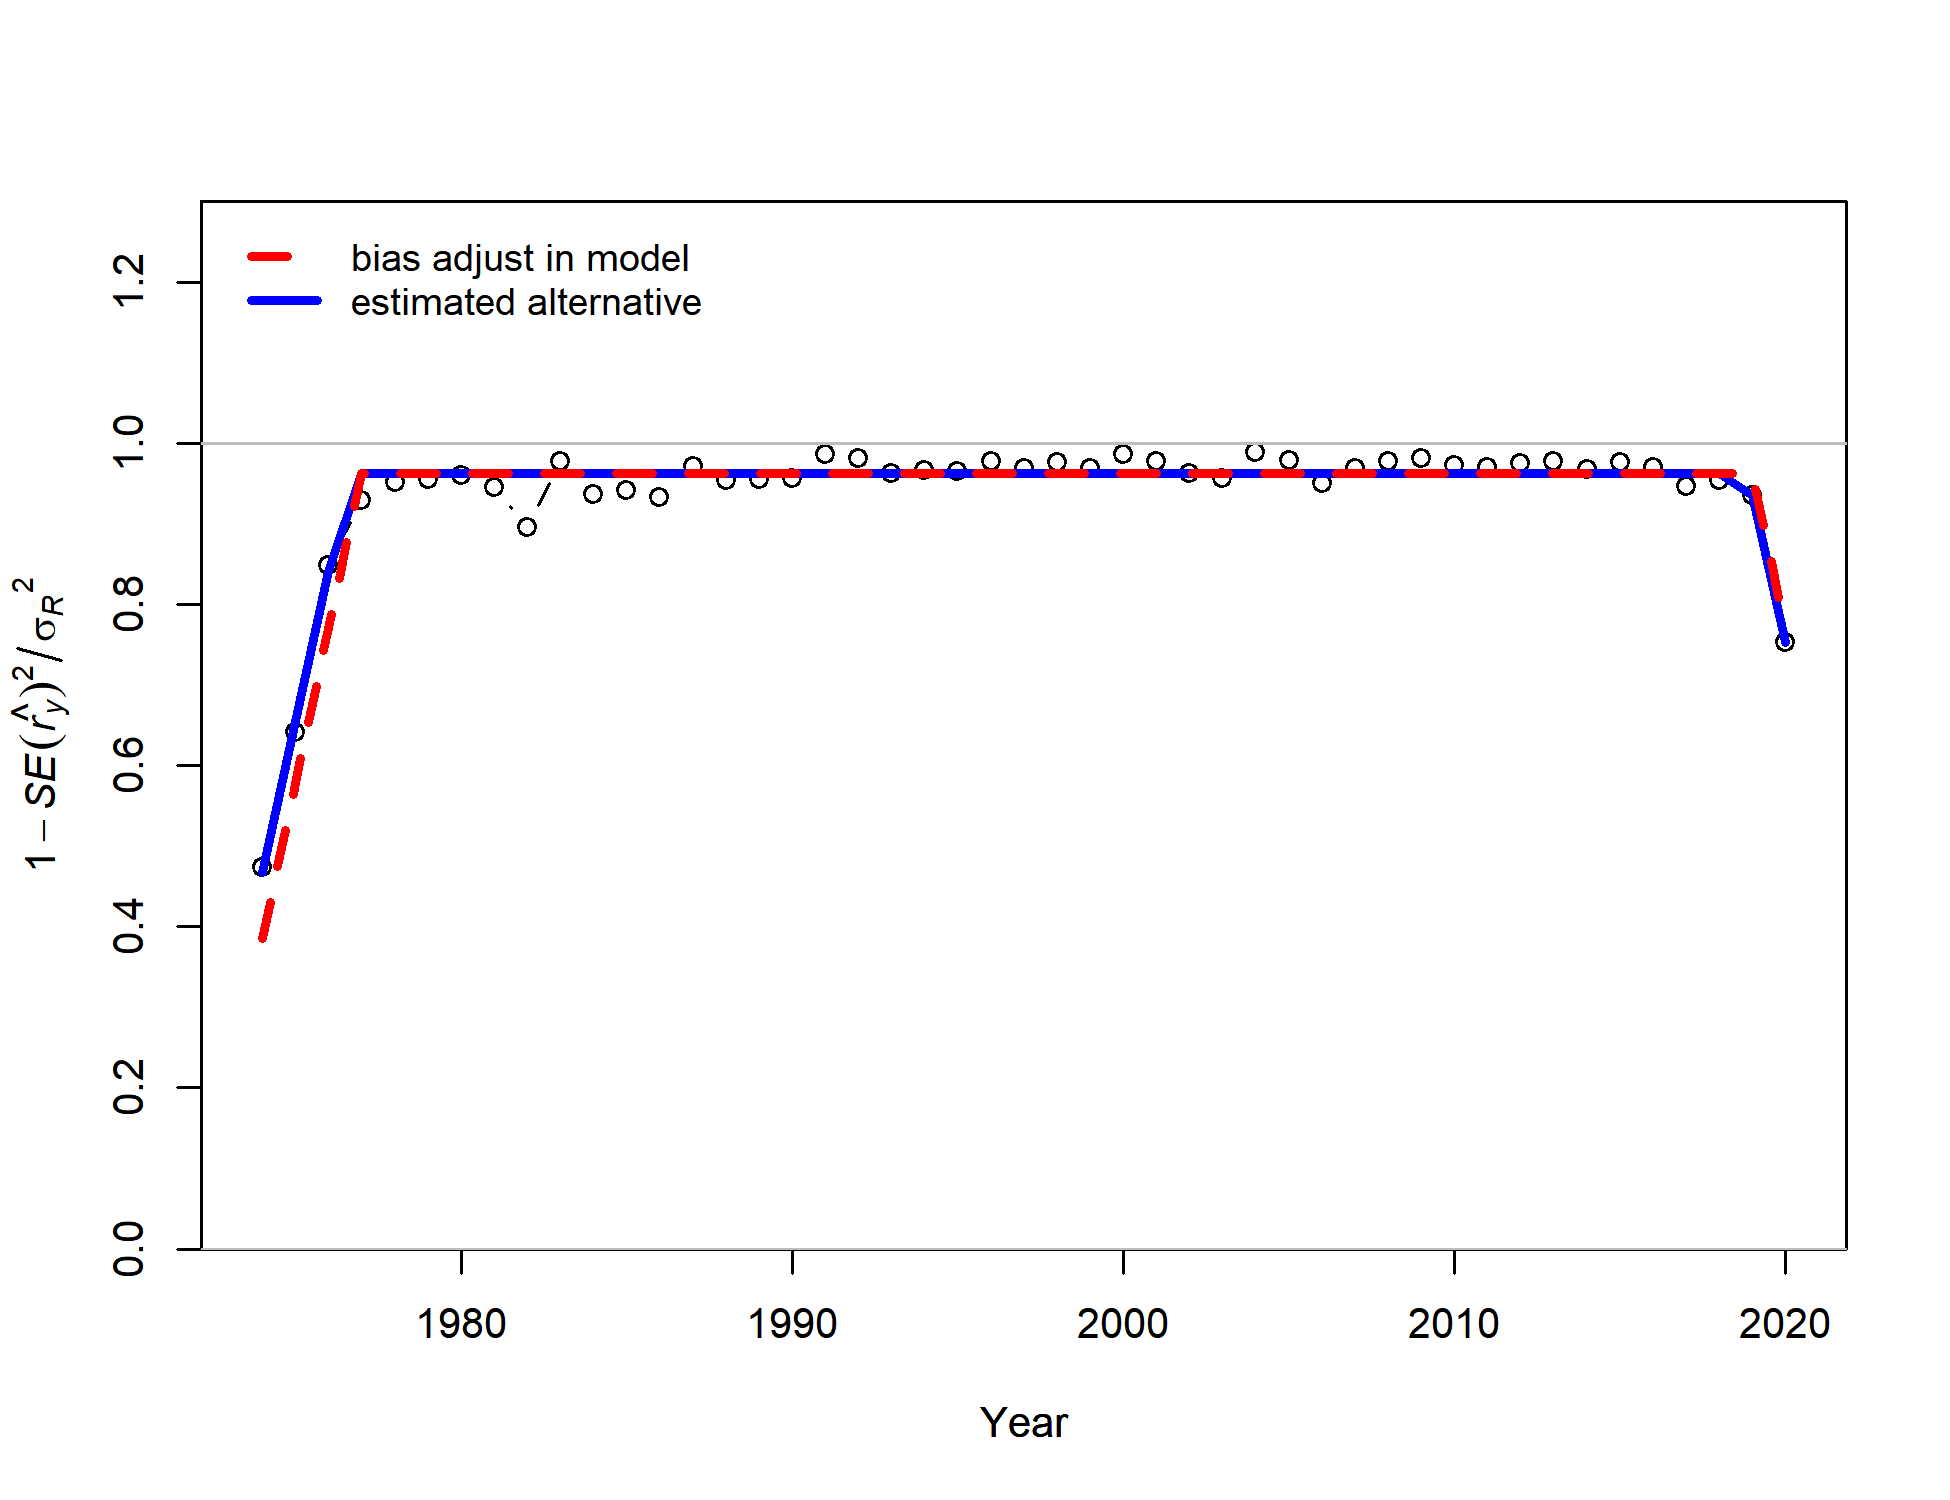 bias adjust in model
estimated alternative
1 − SE(r̂y)² / σR²
0.0
0.2
0.4
0.6
0.8
1.0
1.2
1980 1990 2000 2010 2020
Year